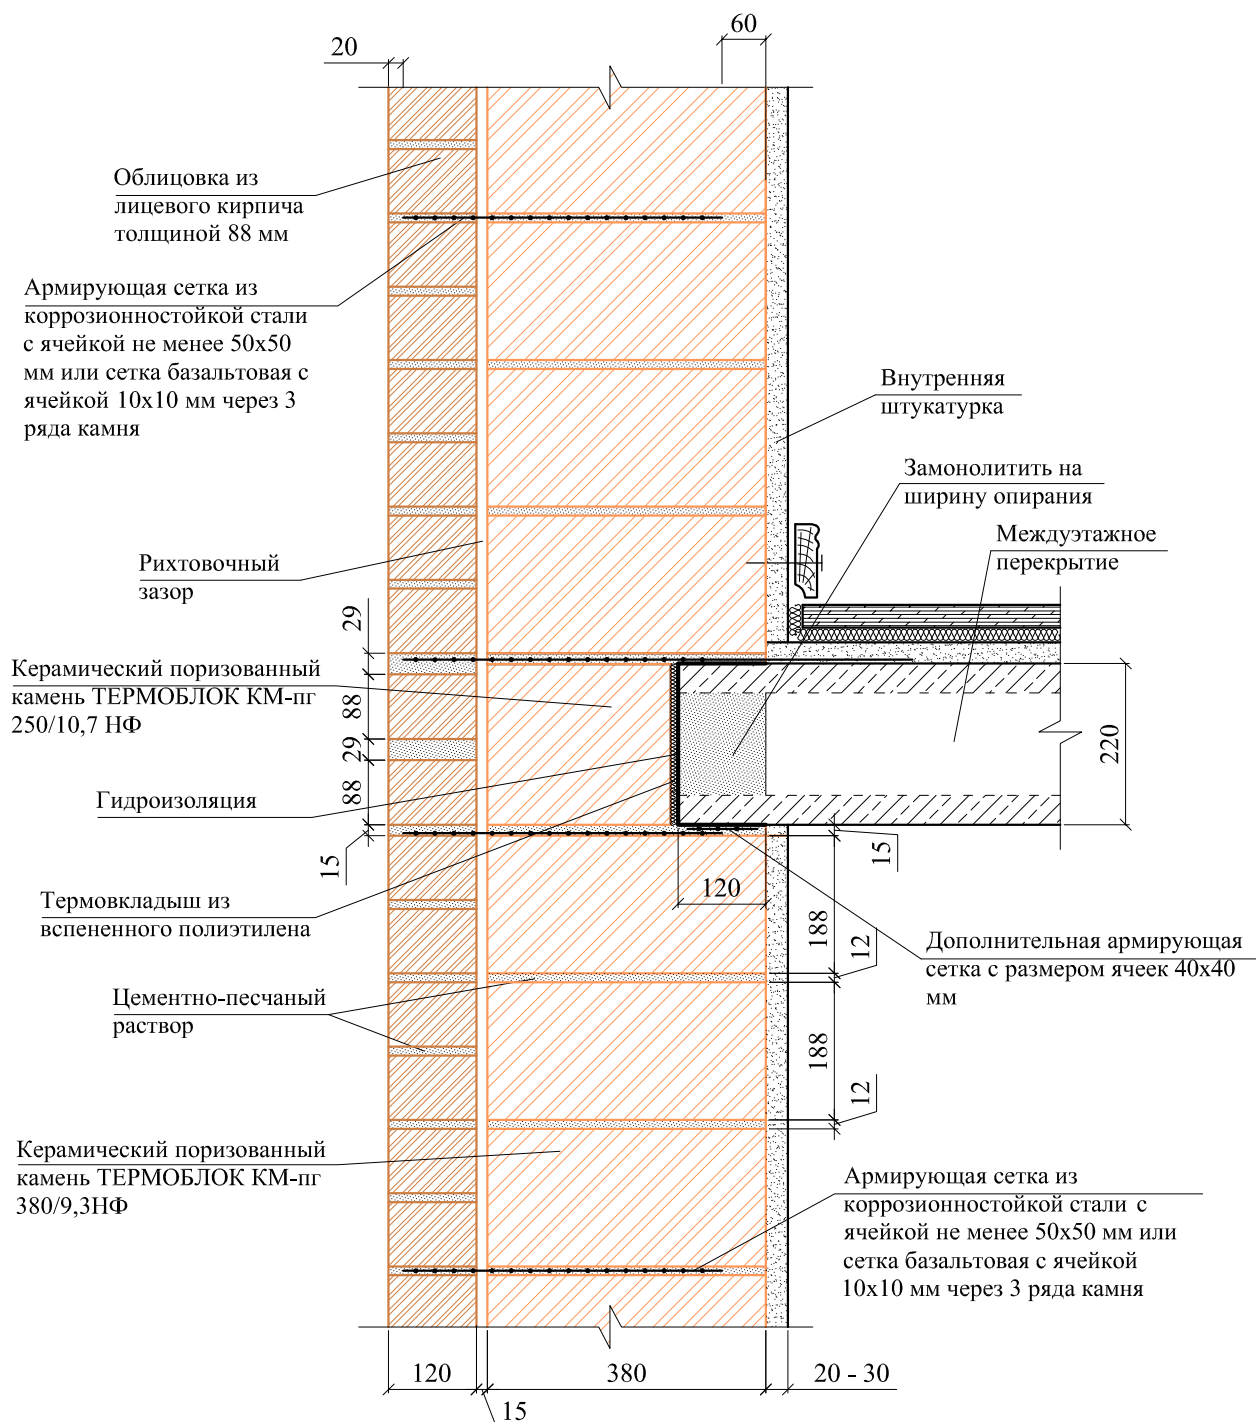 20
60
Облицовка из
лицевого кирпича
толщиной 88 мм
Армирующая сетка из
коррозионностойкой стали
с ячейкой не менее 50х50
мм или сетка базальтовая с
ячейкой 10х10 мм через 3
ряда камня
Внутренняя
штукатурка
Замонолитить на
ширину опирания
Междуэтажное
перекрытие
Рихтовочный
зазор
29
Керамический поризованный
камень ТЕРМОБЛОК КМ-пг
250/10,7 НФ
88
29
88
15
220
Гидроизоляция
15
120
Термовкладыш из
вспененного полиэтилена
188
12
Дополнительная армирующая
сетка с размером ячеек 40х40
мм
Цементно-песчаный
раствор
188
12
Керамический поризованный
камень ТЕРМОБЛОК КМ-пг
380/9,3НФ
Армирующая сетка из
коррозионностойкой стали с
ячейкой не менее 50х50 мм или
сетка базальтовая с ячейкой
10х10 мм через 3 ряда камня
120
15
380
20 - 30